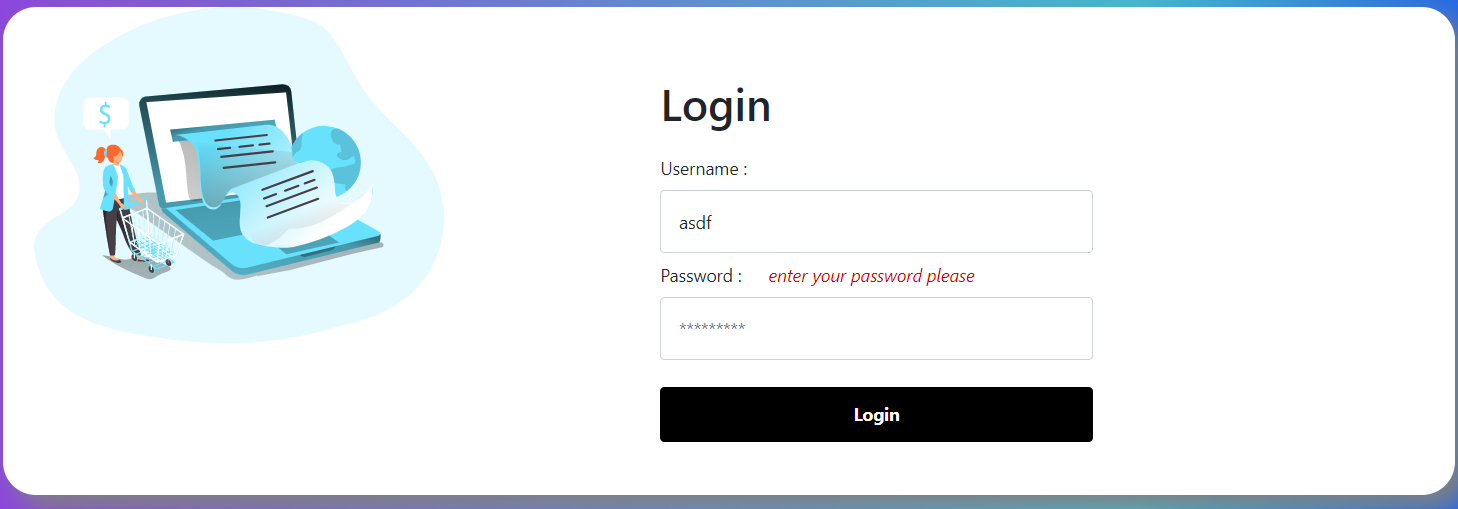 $
Login
Username :
asdf
Password : enter your password please
*********
Login